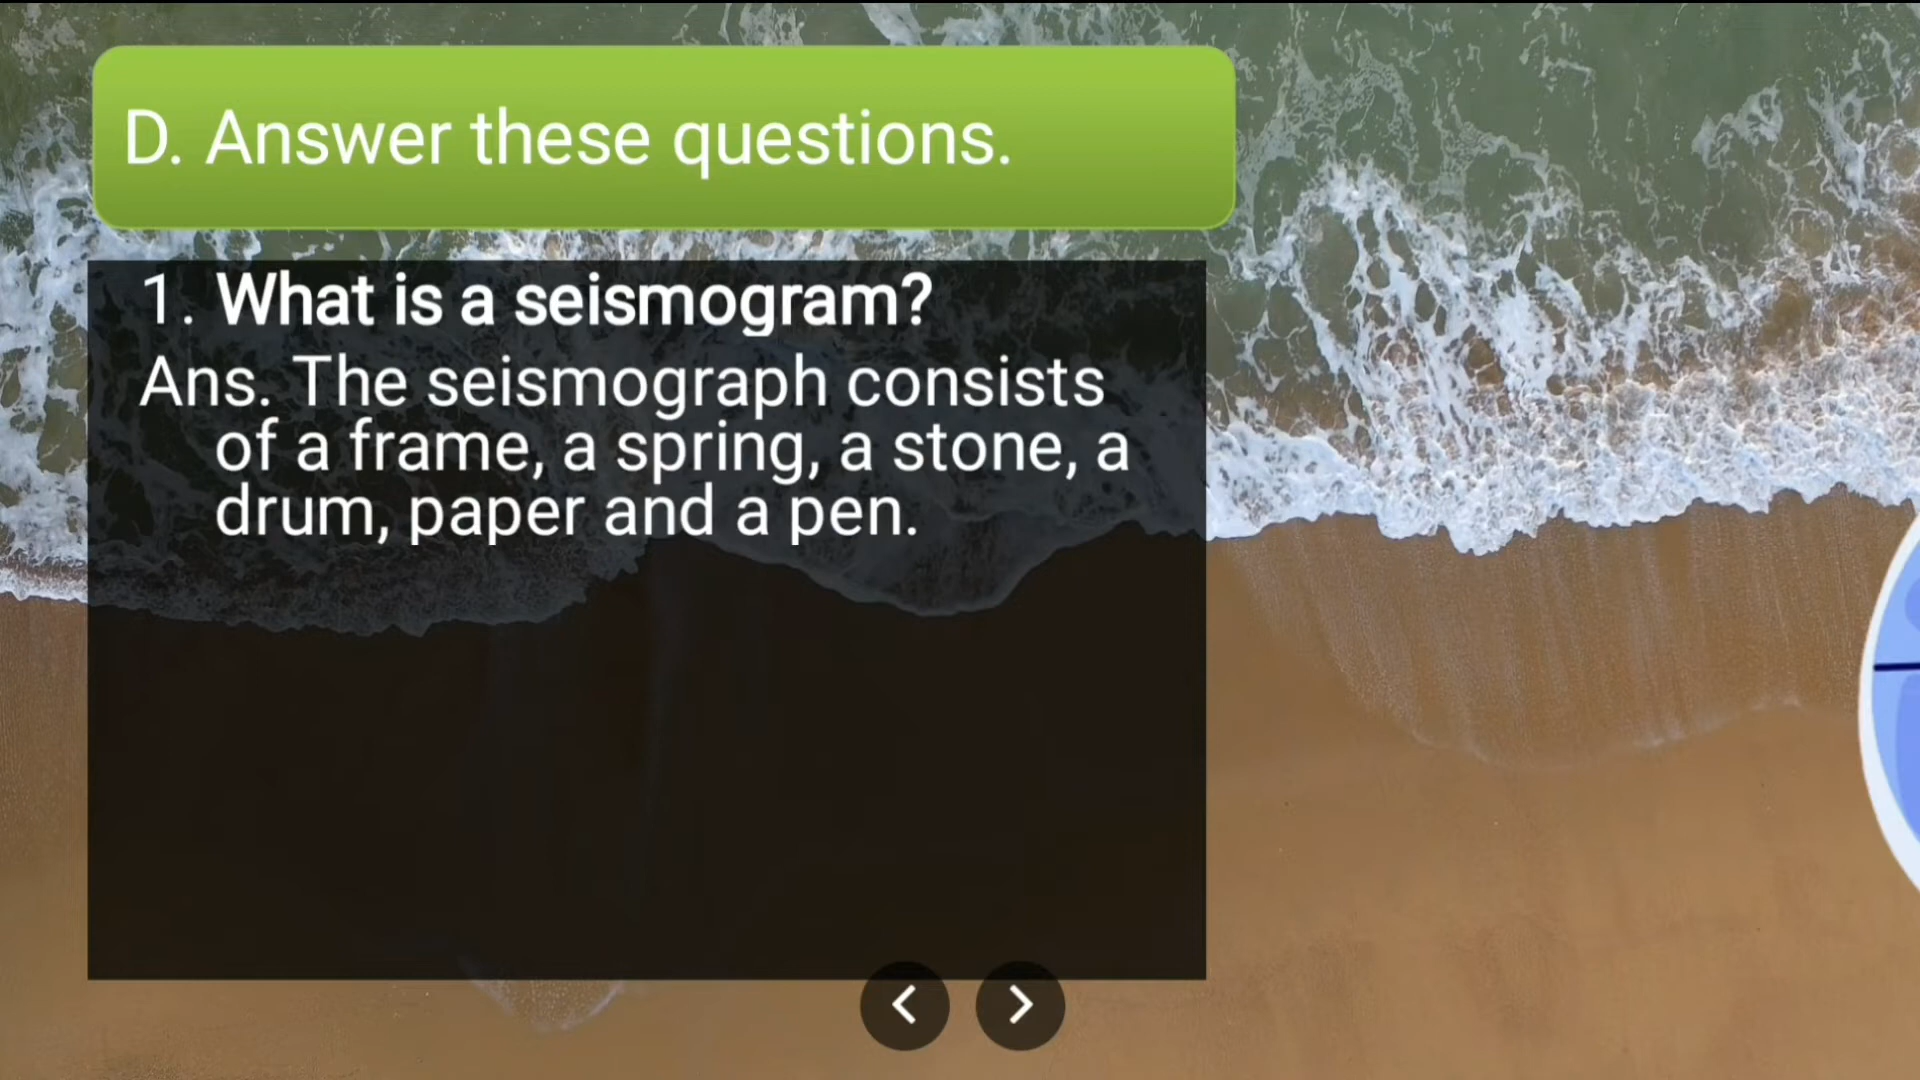 D. Answer these questions.
1. What is a seismogram?
Ans. The seismograph consists
of a frame, a spring, a stone, a
drum, paper and a pen.